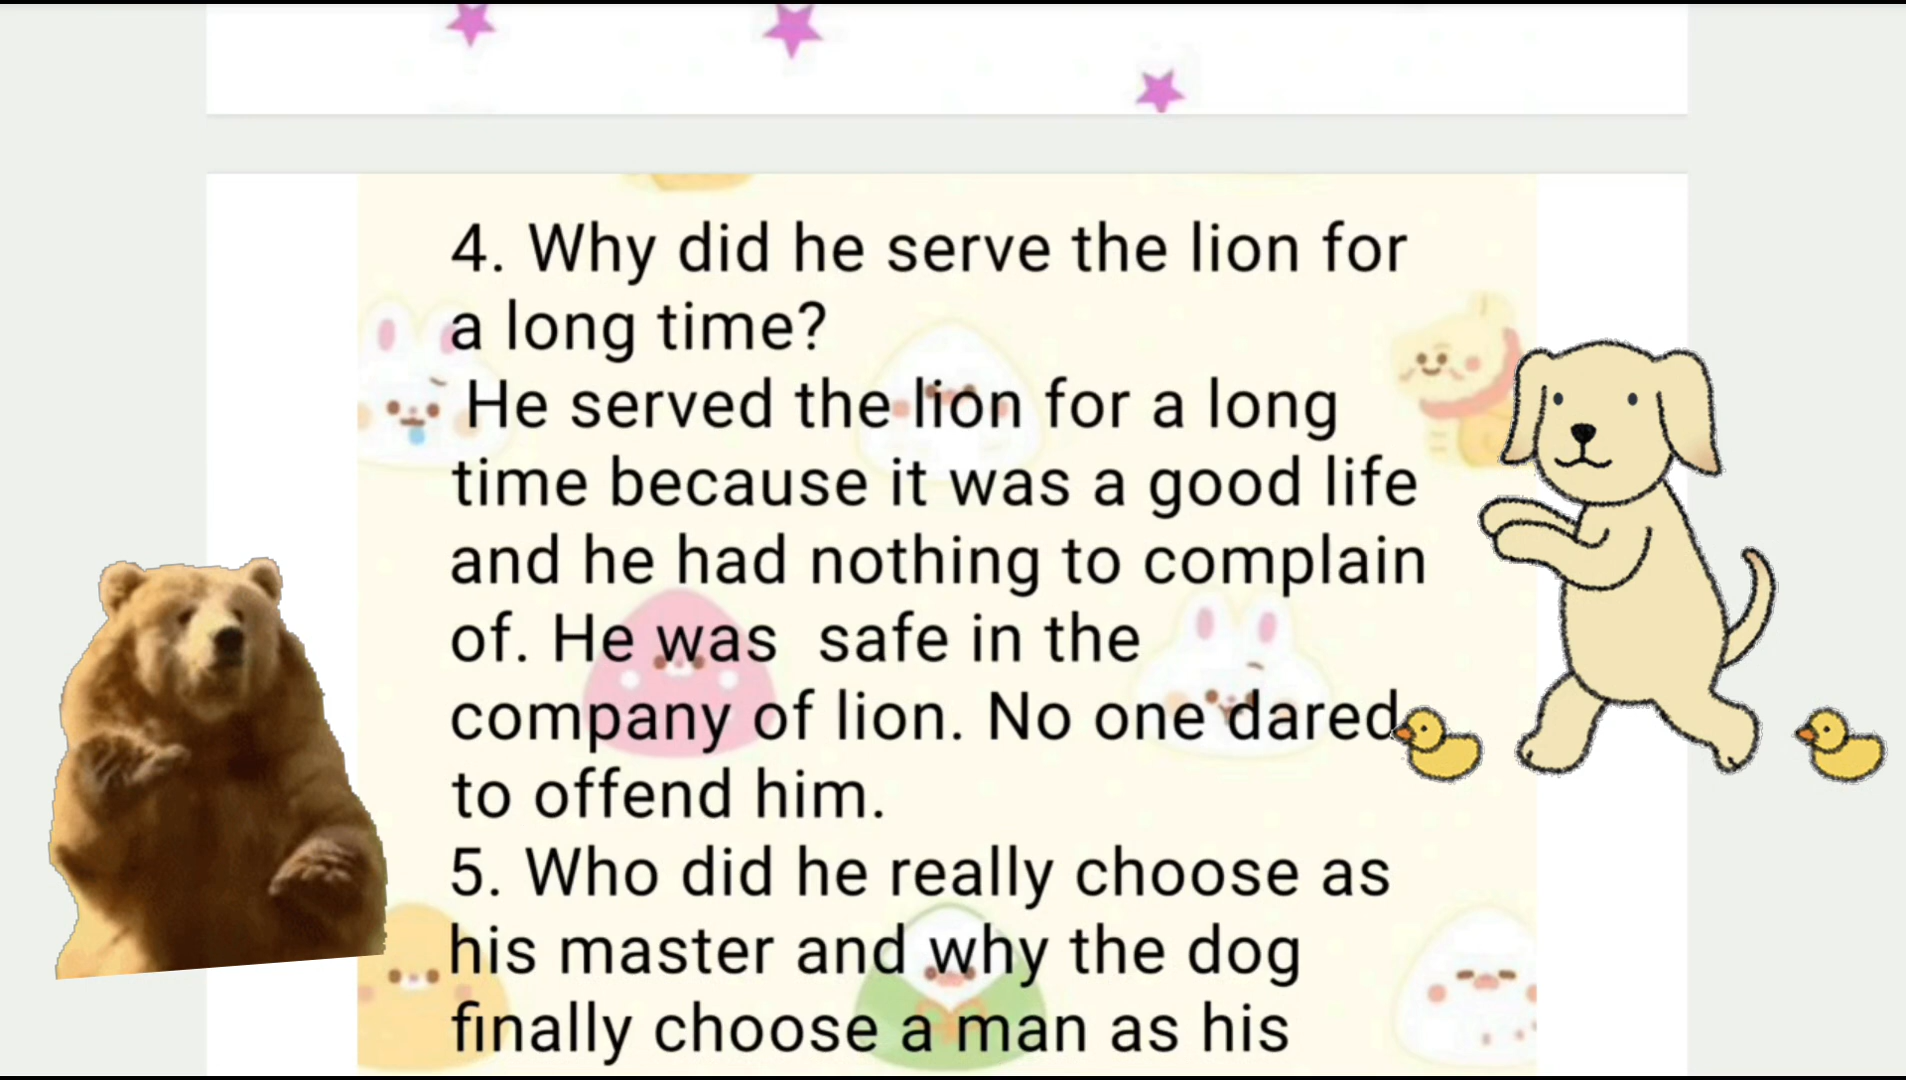 4. Why did he serve the lion for
a long time?
He served the lion for a long
time because it was a good life
and he had nothing to complain
of. He was safe in the
company of lion. No one dared
to offend him.
5. Who did he really choose as
his master and why the dog
finally choose a man as his